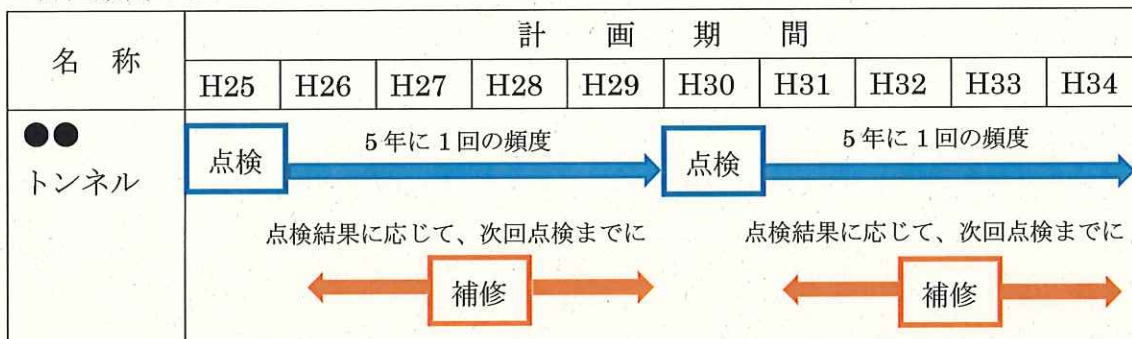 計画期間
名称
H25 H26 H27 H28 H29 H30 H31 H32 H33 H34
●●
トンネル
点検
5年に1回の頻度
点検
5年に1回の頻度
点検結果に応じて、次回点検までに
点検結果に応じて、次回点検までに
補修
補修